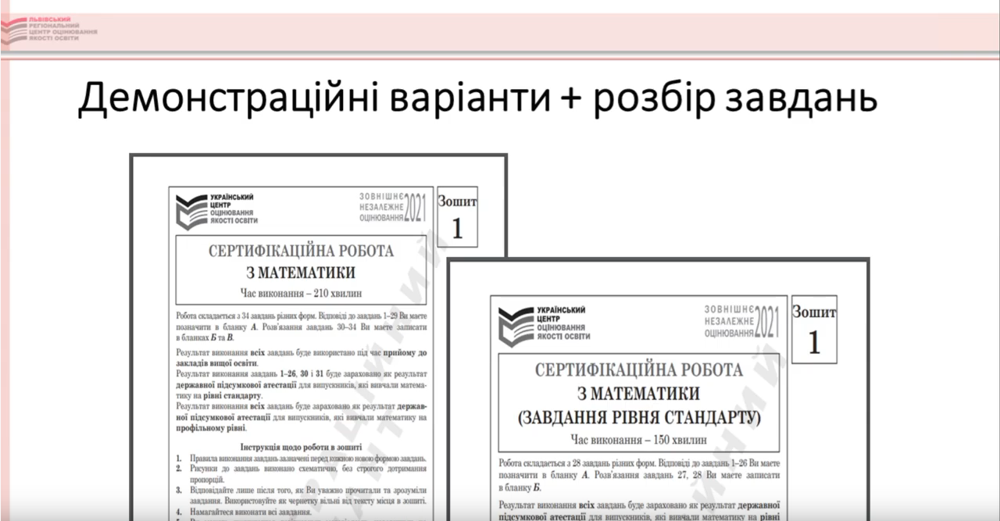 ЛЬВІВСЬКИЙ
РЕГІОНАЛЬНИЙ
ЦЕНТР ОЦІНЮВАННЯ
ЯКОСТІ ОСВІТИ
Демонстраційні варіанти + розбір завдань
УКРАЇНСЬКИЙ
ЦЕНТР
ОЦІНЮВАННЯ
ЯКОСТІ ОСВІТИ
ЗОВНІШНЄ
НЕЗАЛЕЖНЕ
ОЦІНЮВАННЯ 2021
Зошит
1
СЕРТИФІКАЦІЙНА РОБОТА
З МАТЕМАТИКИ
Час виконання – 210 хвилин
Робота складається з 34 завдань різних форм. Відповіді до завдань 1–29 Ви маєте
позначити в бланку А. Розв'язання завдань 30–34 Ви маєте записати
в бланках Б та В.
Результат виконання всіх завдань буде використано під час прийому до
закладів вищої освіти.
Результат виконання завдань 1–26, 30 і 31 буде зараховано як результат
державної підсумкової атестації для випускників, які вивчали матема-
тику на рівні стандарту.
Результат виконання всіх завдань буде зараховано як результат держав-
ної підсумкової атестації для випускників, які вивчали математику на
профільному рівні.
Інструкція щодо роботи в зошиті
1. Правила виконання завдань зазначені перед кожною новою формою завдань.
2. Рисунки до завдань виконано схематично, без строгого дотримання
пропорцій.
3. Відповідайте лише після того, як Ви уважно прочитали та зрозуміли
завдання. Використовуйте як чернетку вільні від тексту місця в зошиті.
4. Намагайтеся виконати всі завдання.
УКРАЇНСЬКИЙ
ЦЕНТР
ОЦІНЮВАННЯ
ЯКОСТІ ОСВІТИ
ЗОВНІШНЄ
НЕЗАЛЕЖНЕ
ОЦІНЮВАННЯ 2021
Зошит
1
СЕРТИФІКАЦІЙНА РОБОТА
З МАТЕМАТИКИ
(ЗАВДАННЯ РІВНЯ СТАНДАРТУ)
Час виконання – 150 хвилин
Робота складається з 28 завдань різних форм. Відповіді до завдань 1–26 Ви маєте
позначити в бланку А. Розв'язання завдань 27, 28 Ви маєте записати
в бланку Б.
Результат виконання всіх завдань буде зараховано як результат державної
підсумкової атестації для випускників, які вивчали математику на рівні